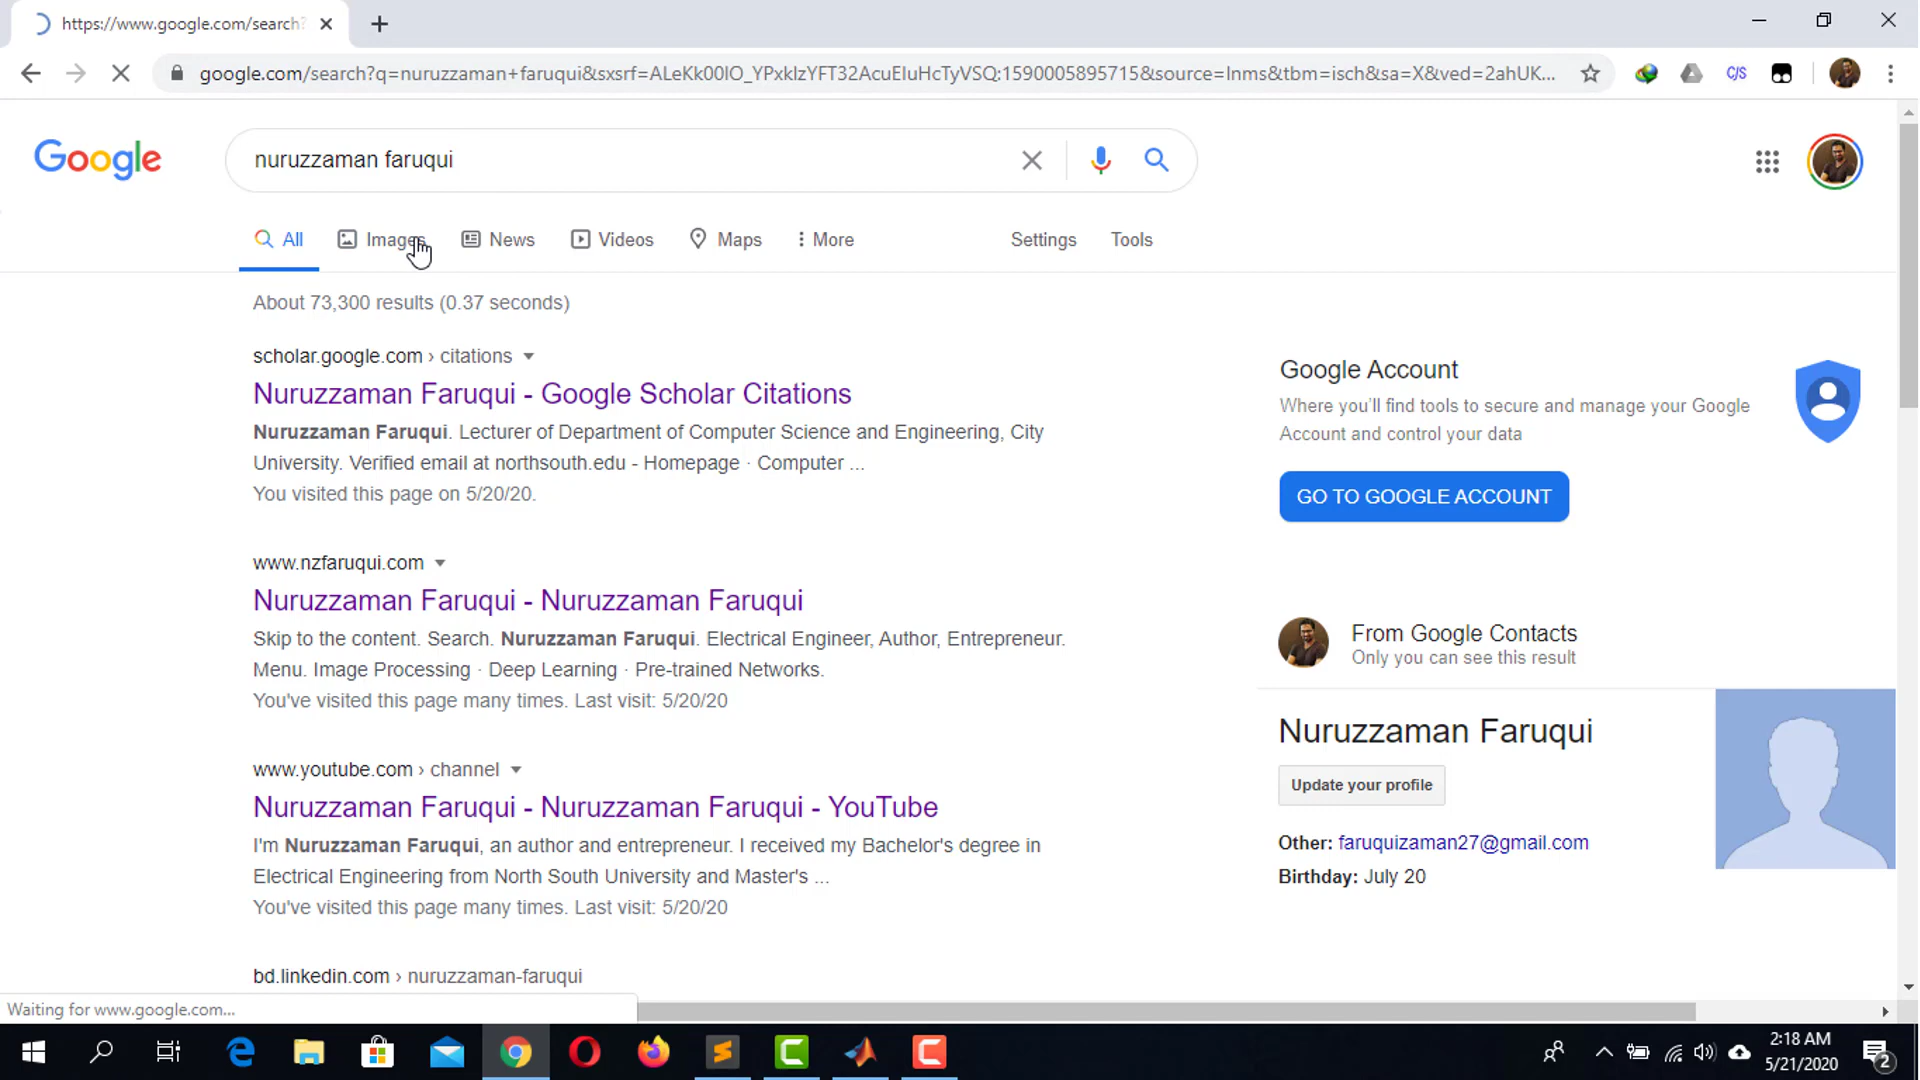 https://www.google.com/search?
google.com/search?q=nuruzzaman+faruqui&sxsrf=ALeKk00IO_YPxkIzYFT32AcuEIuHcTyVSQ:1590005895715&source=lnms&tbm=isch&sa=X&ved=2ahUK...
C/S
Google
nuruzzaman faruqui
All Images News Videos Maps More Settings Tools
About 73,300 results (0.37 seconds)
scholar.google.com › citations
Nuruzzaman Faruqui - Google Scholar Citations
Nuruzzaman Faruqui. Lecturer of Department of Computer Science and Engineering, City
University. Verified email at northsouth.edu - Homepage · Computer ...
You visited this page on 5/20/20.
www.nzfaruqui.com
Nuruzzaman Faruqui - Nuruzzaman Faruqui
Skip to the content. Search. Nuruzzaman Faruqui. Electrical Engineer, Author, Entrepreneur.
Menu. Image Processing · Deep Learning · Pre-trained Networks.
You've visited this page many times. Last visit: 5/20/20
www.youtube.com › channel
Nuruzzaman Faruqui - Nuruzzaman Faruqui - YouTube
I'm Nuruzzaman Faruqui, an author and entrepreneur. I received my Bachelor's degree in
Electrical Engineering from North South University and Master's ...
You've visited this page many times. Last visit: 5/20/20
bd.linkedin.com › nuruzzaman-faruqui
Google Account
Where you'll find tools to secure and manage your Google
Account and control your data
GO TO GOOGLE ACCOUNT
From Google Contacts
Only you can see this result
Nuruzzaman Faruqui
Update your profile
Other: faruquizaman27@gmail.com
Birthday: July 20
Waiting for www.google.com...
2:18 AM
5/21/2020
2